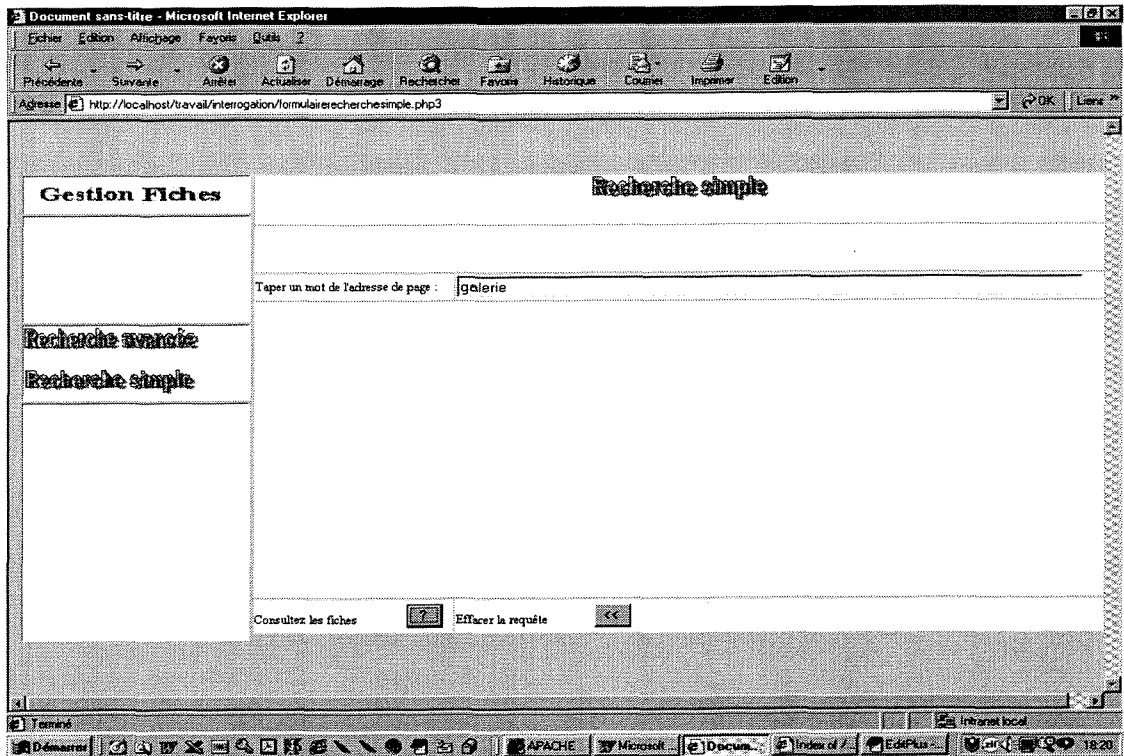 Document sans-titre - Microsoft Internet Explorer
Fichier Edition Affichage Favoris Outils ?
Précédente Suivante Arrêter Actualiser Démarrage Rechercher Favoris Historique Courrier Imprimer Edition
Adresse http://localhost/travail/interrogation/formulairerecherchesimple.php3 OK Liens »
Gestion Fiches
Recherche simple
Taper un mot de l'adresse de page : galerie
Recherche avancée
Recherche simple
Consultez les fiches ? Effacer la requête <<
Terminé Intranet local
Démarrer APACHE Microsoft Docum... Index of / EditPlus 18:20